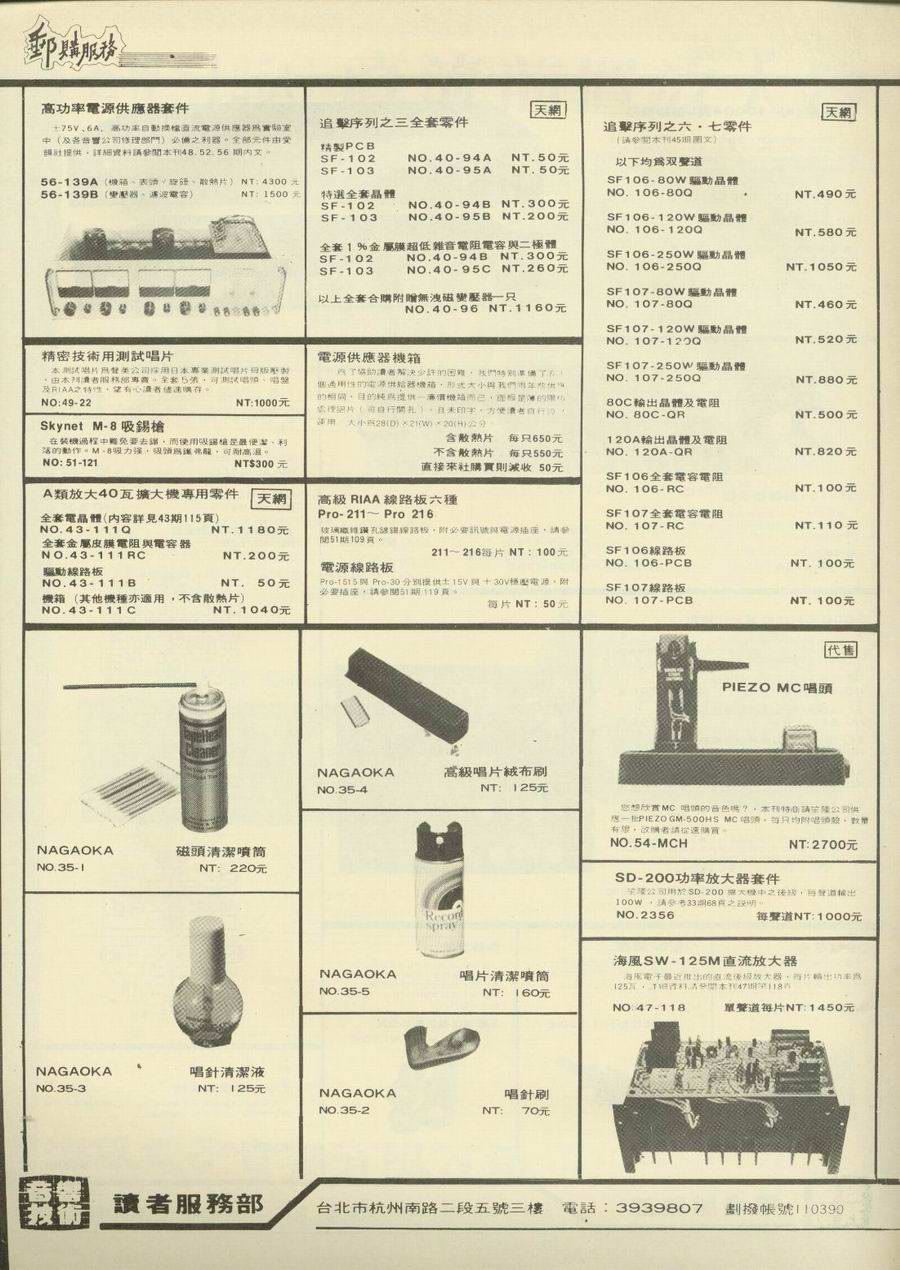 郵購服務
高功率電源供應器套件
±75V、6A, 高功率自動換檔直流電源供應器爲實驗室
中(及各音響公司修理部門)必備之利器。全部元件由愛
韻社提供,詳細資料請參閱本刊48.52.56期內文。
56-139A (機箱、表頭、旋鈕、散熱片) NT: 4300 元
56-139B (變壓器、濾波電容) NT: 1500 元
精密技術用測試唱片
本測試唱片爲聲美公司採用日本專業測試片母版壓製
,由本刊讀者服務部專賣。全套5張,可測試唱頭、唱盤
及RIAA之特性,望有心讀者儘速購存。
NO:49-22 NT:1000元
Skynet M-8 吸錫槍
在裝機過程中難免要去錫,而使用吸錫槍是最便潔、利
落的動作。M-8吸力强,吸頭爲鐵弗龍,可耐高溫。
NO: 51-121 NT$300 元
A類放大40瓦擴大機專用零件 天網
全套電晶體(内容詳見43期115頁)
NO.43-111Q NT.1180元
全套金屬皮膜電阻與電容器
NO.43-111RC NT.200元
驅動線路板
NO.43-111B NT. 50元
機箱(其他機種亦適用,不含散熱片)
NO.43-111C NT.1040元
天網
追擊序列之三全套零件
精製PCB
SF-102 NO.40-94A NT.50元
SF-103 NO.40-95A NT.50元
特選全套晶體
SF-102 NO.40-94B NT.300元
SF-103 NO.40-95B NT.200元
全套1%金屬膜超低雜音電阻電容與二極體
SF-102 NO.40-94B NT.300元
SF-103 NO.40-95C NT.260元
以上全套合購附贈無洩磁變壓器一只
NO.40-96 NT.1160元
電源供應器機箱
爲了協助讀者解決少許的困難,我們特別準備了
個通用性的電源供給器機箱,形式大小與我們兩年前供
的相同,目的純爲提供一廉價機箱而已,面板是薄的
處理鋁片(可自行開孔),且未印字,方便讀者自行
運用。大小爲28(D)×21(W)×20(H)公分。
含散熱片 每只650元
不含散熱片 每只550元
直接來社購買則減收 50元
高級 RIAA 線路板六種
Pro-211～Pro 216
玻璃纖維鑽孔鍍錫線路板,附必要訊號與電源插座,請參
閱51期109頁。
211～216每片 NT:100元
電源線路板
Pro-1515與 Pro-30分別提供±15V與+30V穩壓電源,附
必要插座,請參閱51期119頁。
每片 NT:50元
天網
追擊序列之六・七零件
(請參閱本刊45期圖文)
以下均爲双聲道
SF106-80W驅動晶體
NO. 106-80Q NT.490元
SF106-120W驅動晶體
NO. 106-120Q NT.580元
SF106-250W驅動晶體
NO. 106-250Q NT.1050元
SF107-80W驅動晶體
NO. 107-80Q NT.460元
SF107-120W驅動晶體
NO. 107-120Q NT.520元
SF107-250W驅動晶體
NO. 107-250Q NT.880元
80C輸出晶體及電阻
NO. 80C-QR NT.500元
120A輸出晶體及電阻
NO. 120A-QR NT.820元
SF106全套電容電阻
NO. 106-RC NT.100元
SF107全套電容電阻
NO. 107-RC NT.110元
SF106線路板
NO. 106-PCB NT. 100元
SF107線路板
NO. 107-PCB NT. 100元
TapeHead
Cleaner
NAGAOKA 磁頭清潔噴筒
NO.35-1 NT: 220元
NAGAOKA 唱針清潔液
NO.35-3 NT: 125元
NAGAOKA 高級唱片絨布刷
NO.35-4 NT: 125元
Record
spray
NAGAOKA 唱片清潔噴筒
NO.35-5 NT: 160元
NAGAOKA 唱針刷
NO.35-2 NT: 70元
代售
PIEZO MC唱頭
您想欣賞MC唱頭的音色嗎?,本刊特商請笙隆公司供
應一批PIEZO GM-500HS MC唱頭,每只均附唱頭殼,數量
有限,欲購者請從速購買。
NO.54-MCH NT:2700元
SD-200功率放大器套件
笙隆公司用於SD-200擴大機中之後級,每聲道輸出
100W,請參考33期68頁之說明。
NO.2356 每聲道NT:1000元
海風SW-125M直流放大器
海風電子最近推出的直流後級放大器,每片輸出功率爲
125瓦,詳細資料請參閱本刊47期第118頁
NO:47-118 單聲道每片NT:1450元
音響
技術
讀者服務部 台北市杭州南路二段五號三樓 電話:3939807 劃撥帳號110390